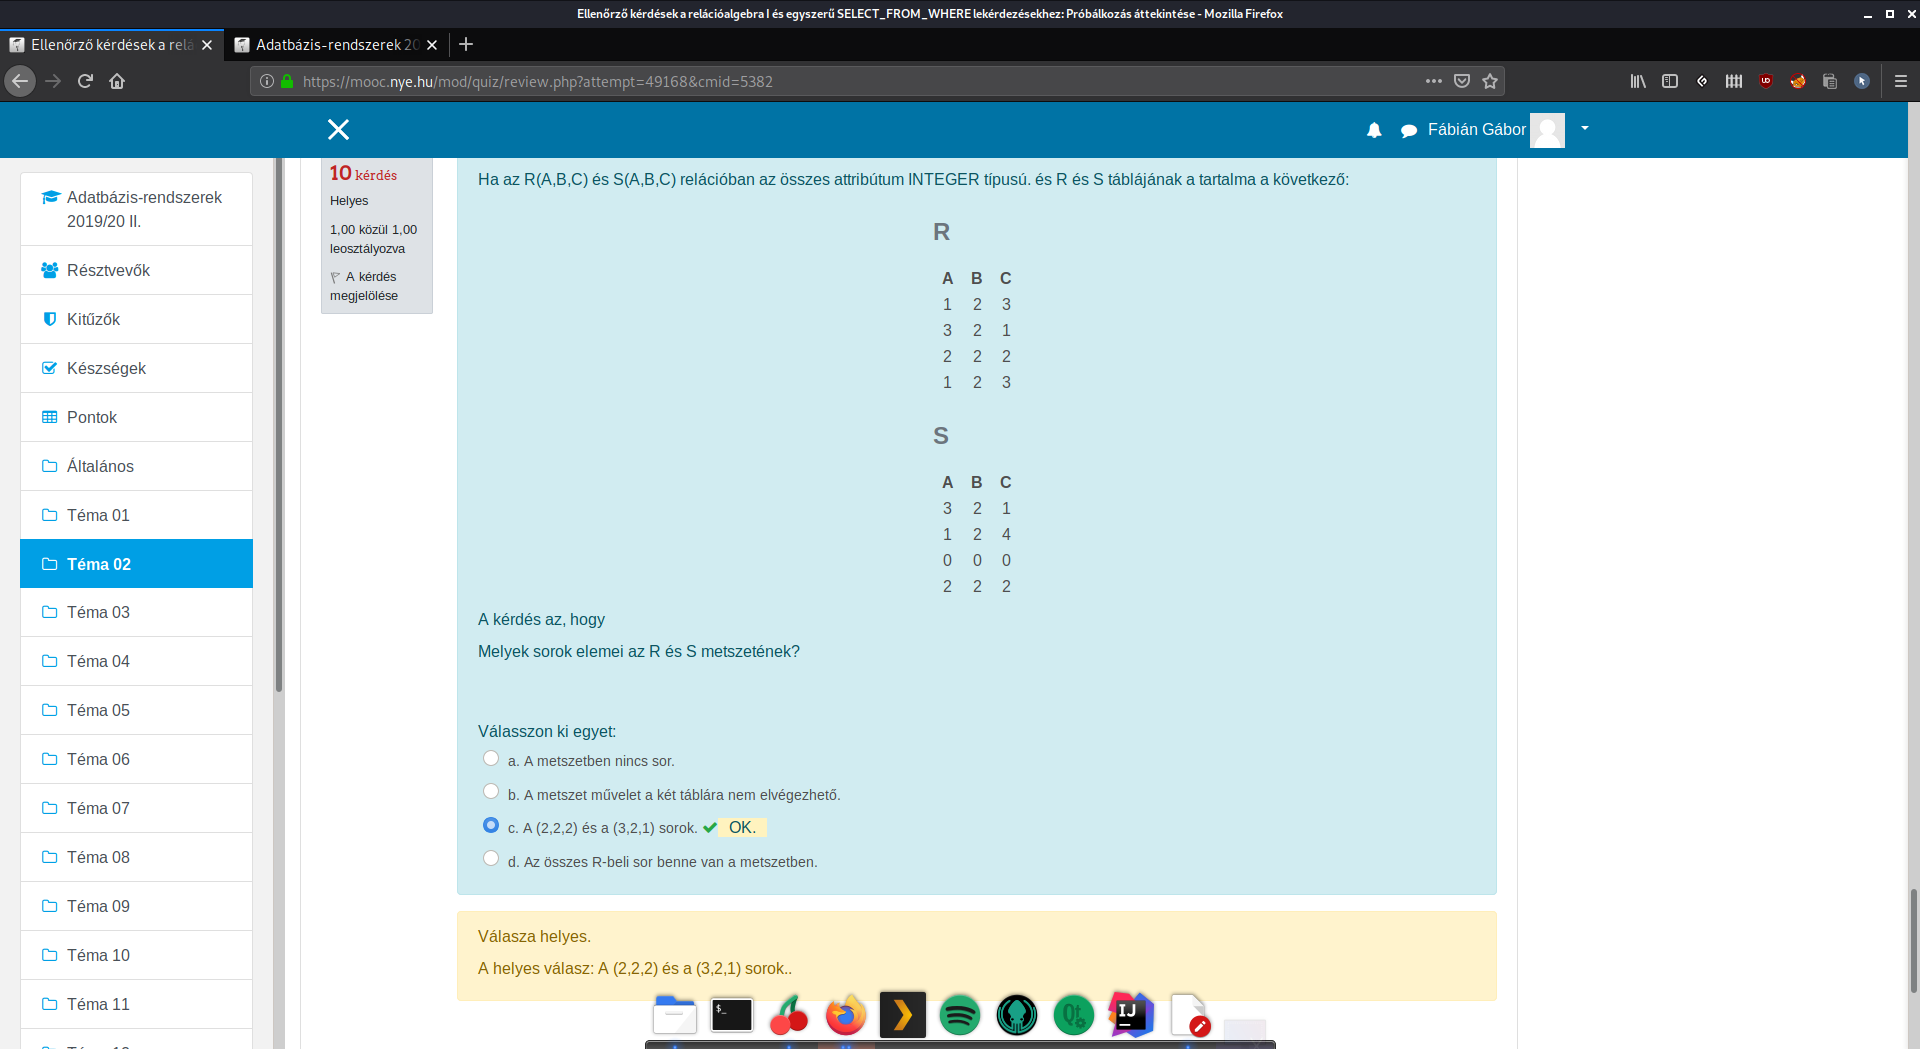 Ellenőrző kérdések a relációalgebra I és egyszerű SELECT_FROM_WHERE lekérdezésekhez: Próbálkozás áttekintése - Mozilla Firefox
Ellenőrző kérdések a relá
Adatbázis-rendszerek 20
https://mooc.nye.hu/mod/quiz/review.php?attempt=49168&cmid=5382
Fábián Gábor
Adatbázis-rendszerek
2019/20 II.
Résztvevők
Kitűzők
Készségek
Pontok
Általános
Téma 01
Téma 02
Téma 03
Téma 04
Téma 05
Téma 06
Téma 07
Téma 08
Téma 09
Téma 10
Téma 11
10 kérdés
Helyes
1,00 közül 1,00
leosztályozva
A kérdés
megjelölése
Ha az R(A,B,C) és S(A,B,C) relációban az összes attribútum INTEGER típusú. és R és S táblájának a tartalma a következő:
R
A B C
1 2 3
3 2 1
2 2 2
1 2 3
S
A B C
3 2 1
1 2 4
0 0 0
2 2 2
A kérdés az, hogy
Melyek sorok elemei az R és S metszetének?
Válasszon ki egyet:
a. A metszetben nincs sor.
b. A metszet művelet a két táblára nem elvégezhető.
c. A (2,2,2) és a (3,2,1) sorok. OK.
d. Az összes R-beli sor benne van a metszetben.
Válasza helyes.
A helyes válasz: A (2,2,2) és a (3,2,1) sorok..
$_
Qt
IJ